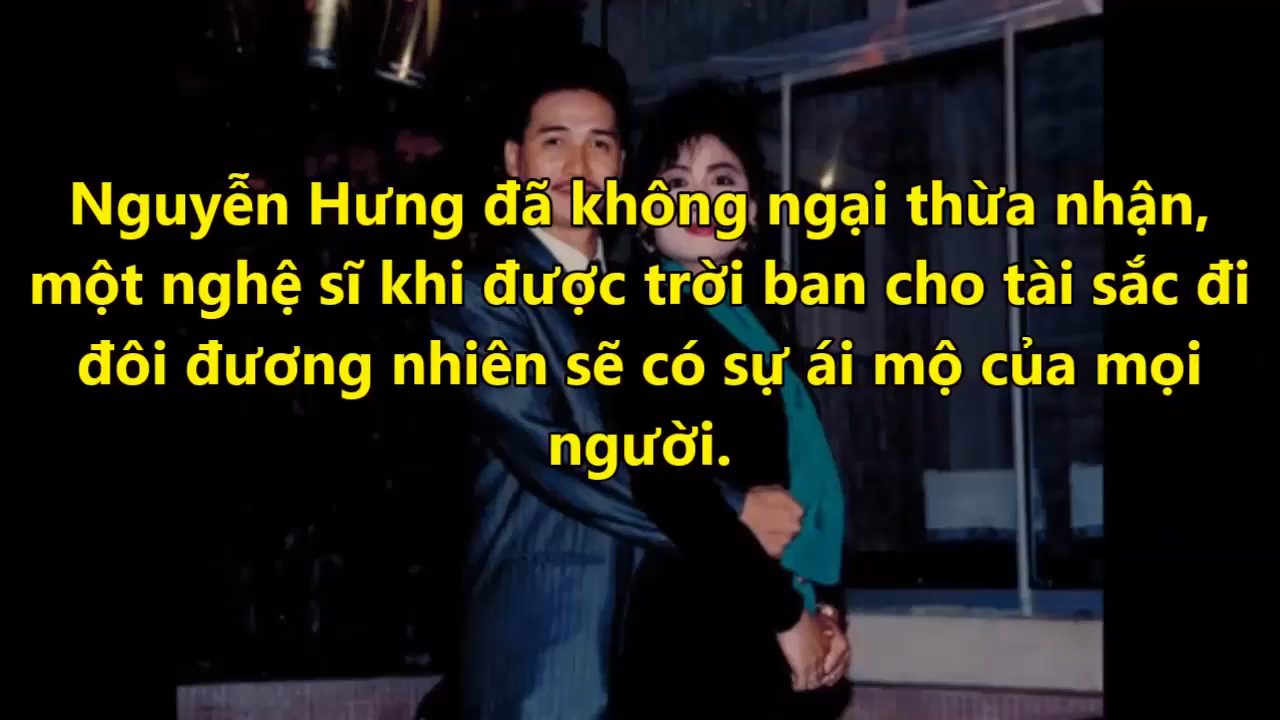 Nguyễn Hưng đã không ngại thừa nhận,
một nghệ sĩ khi được trời ban cho tài sắc đi
đôi đương nhiên sẽ có sự ái mộ của mọi
người.